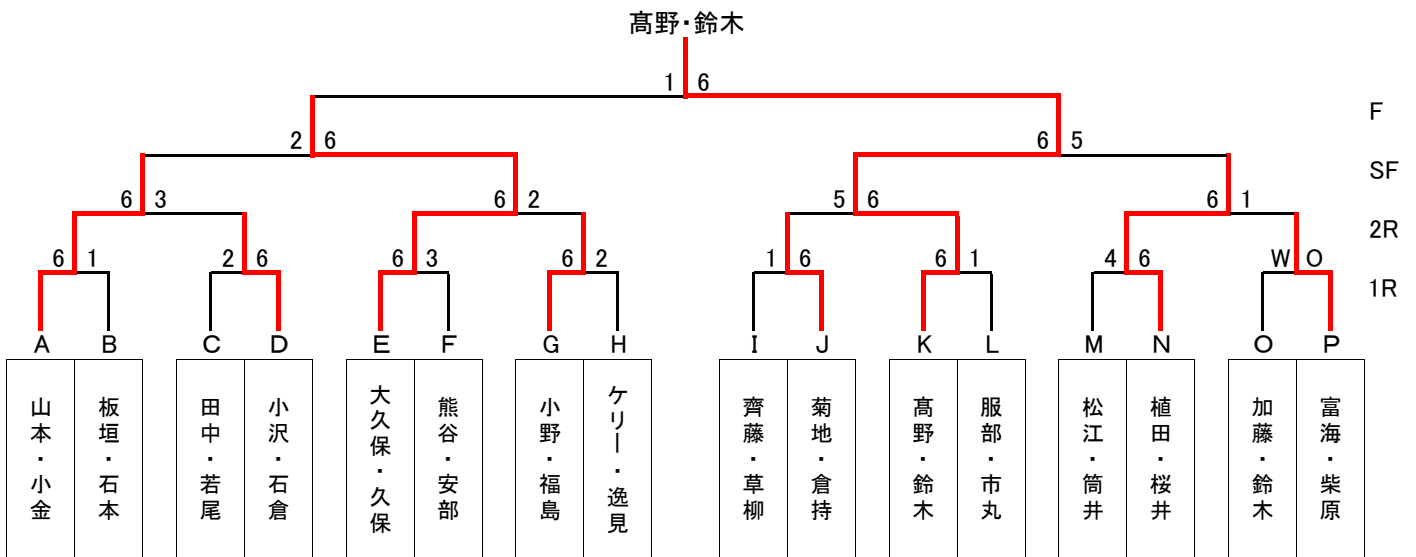 髙野・鈴木
1 6
F
2 6 6 5
SF
6 3 6 2 5 6 6 1
2R
6 1 2 6 6 3 6 2 1 6 6 1 4 6 W O
1R
A B C D E F G H I J K L M N O P
山本・小金
板垣・石本
田中・若尾
小沢・石倉
大久保・久保
熊谷・安部
小野・福島
ケリー・逸見
齊藤・草柳
菊地・倉持
髙野・鈴木
服部・市丸
松江・筒井
植田・桜井
加藤・鈴木
富海・柴原